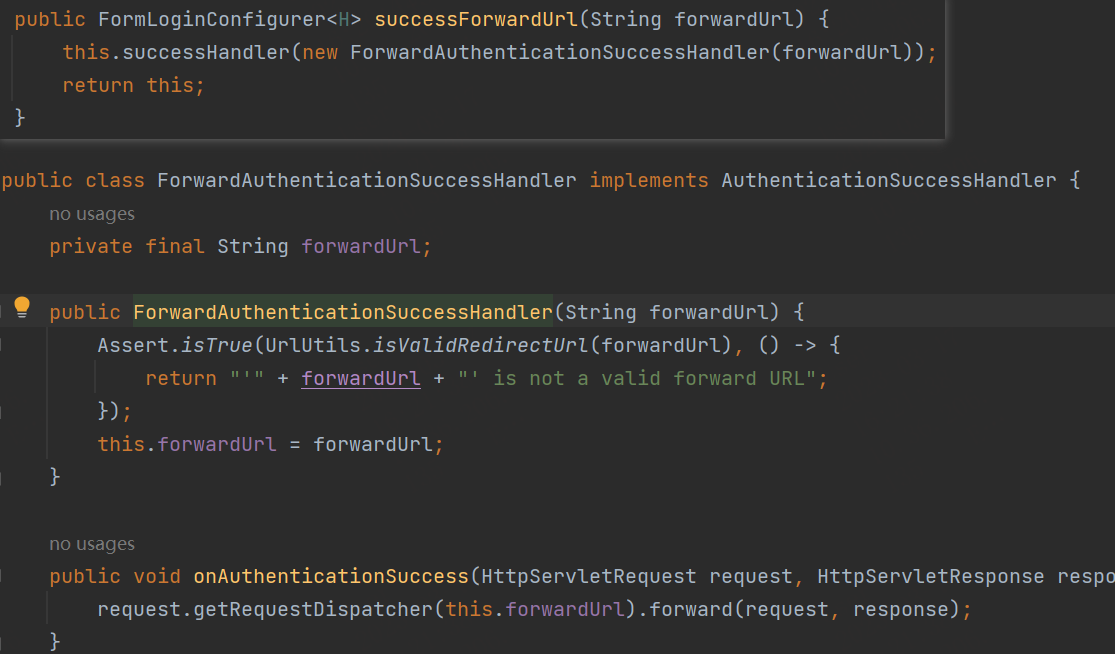 public FormLoginConfigurer<H> successForwardUrl(String forwardUrl) {
    this.successHandler(new ForwardAuthenticationSuccessHandler(forwardUrl));
    return this;
}
public class ForwardAuthenticationSuccessHandler implements AuthenticationSuccessHandler {
    no usages
    private final String forwardUrl;
    public ForwardAuthenticationSuccessHandler(String forwardUrl) {
        Assert.isTrue(UrlUtils.isValidRedirectUrl(forwardUrl), () -> {
            return "'" + forwardUrl + "' is not a valid forward URL";
        });
        this.forwardUrl = forwardUrl;
    }
    no usages
    public void onAuthenticationSuccess(HttpServletRequest request, HttpServletResponse respo
        request.getRequestDispatcher(this.forwardUrl).forward(request, response);
    }